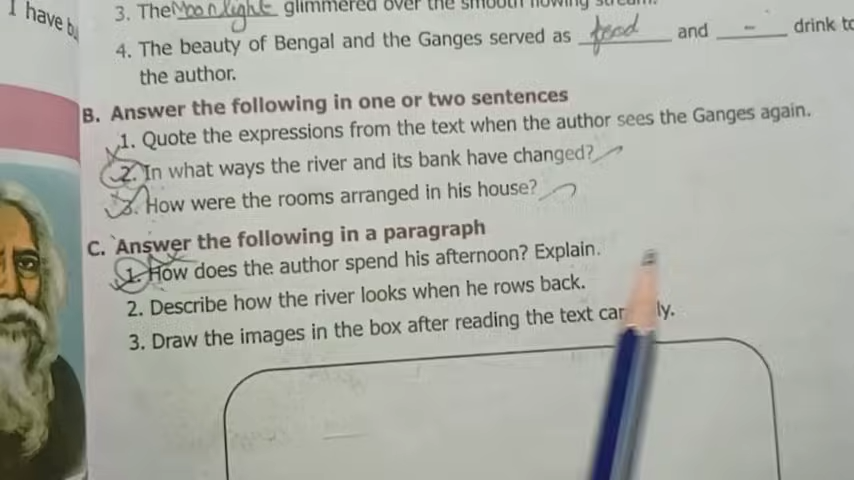 I have
3. The Moonlight glimmered over the smooth flowing stream.
4. The beauty of Bengal and the Ganges served as food and - drink to
the author.
B. Answer the following in one or two sentences
1. Quote the expressions from the text when the author sees the Ganges again.
2. In what ways the river and its bank have changed?
3. How were the rooms arranged in his house?
C. Answer the following in a paragraph
1. How does the author spend his afternoon? Explain.
2. Describe how the river looks when he rows back.
3. Draw the images in the box after reading the text car ly.